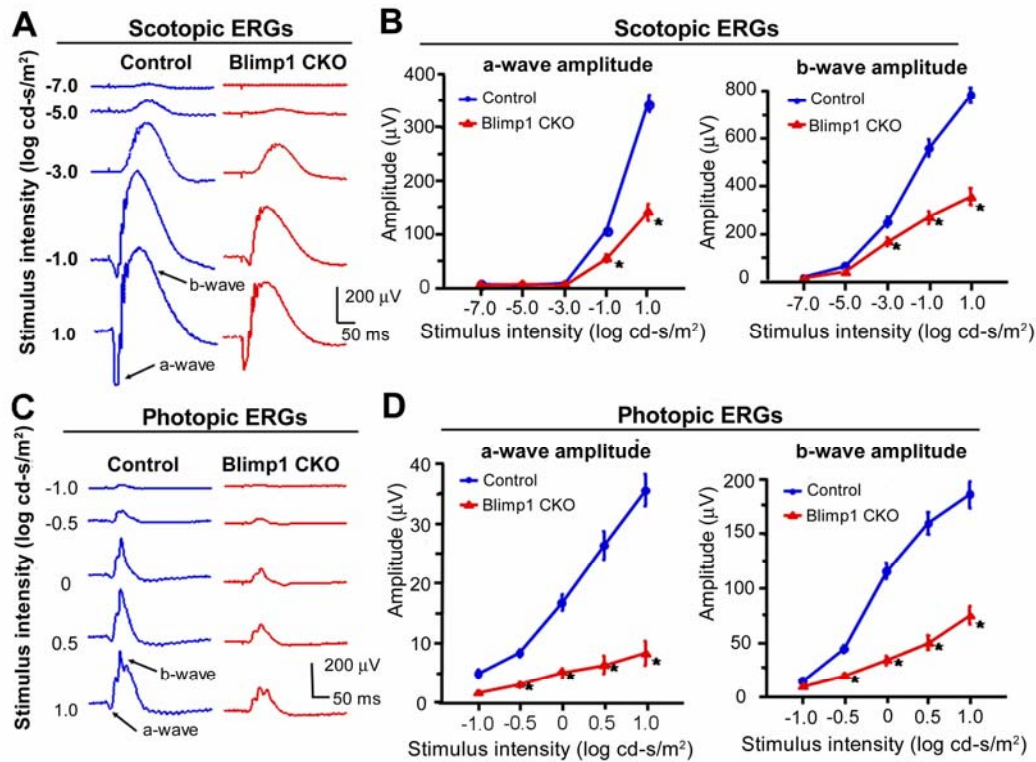 A
Scotopic ERGs
Control
Blimp1 CKO
Stimulus intensity (log cd-s/m²)
-7.0
-5.0
-3.0
-1.0
1.0
b-wave
a-wave
200 µV
50 ms
B
Scotopic ERGs
a-wave amplitude
Control
Blimp1 CKO
Amplitude (µV)
400
300
200
100
0
-7.0 -5.0 -3.0 -1.0 1.0
Stimulus intensity (log cd-s/m²)
*
*
b-wave amplitude
Control
Blimp1 CKO
Amplitude (µV)
800
600
400
200
0
-7.0 -5.0 -3.0 -1.0 1.0
Stimulus intensity (log cd-s/m²)
*
*
*
C
Photopic ERGs
Control
Blimp1 CKO
Stimulus intensity (log cd-s/m²)
-1.0
-0.5
0
0.5
1.0
b-wave
a-wave
200 µV
50 ms
D
Photopic ERGs
a-wave amplitude
Control
Blimp1 CKO
Amplitude (µV)
40
30
20
10
5
0
-1.0 -0.5 0 0.5 1.0
Stimulus intensity (log cd-s/m²)
*
*
*
*
b-wave amplitude
Control
Blimp1 CKO
Amplitude (µV)
200
150
100
50
0
-1.0 -0.5 0 0.5 1.0
Stimulus intensity (log cd-s/m²)
*
*
*
*